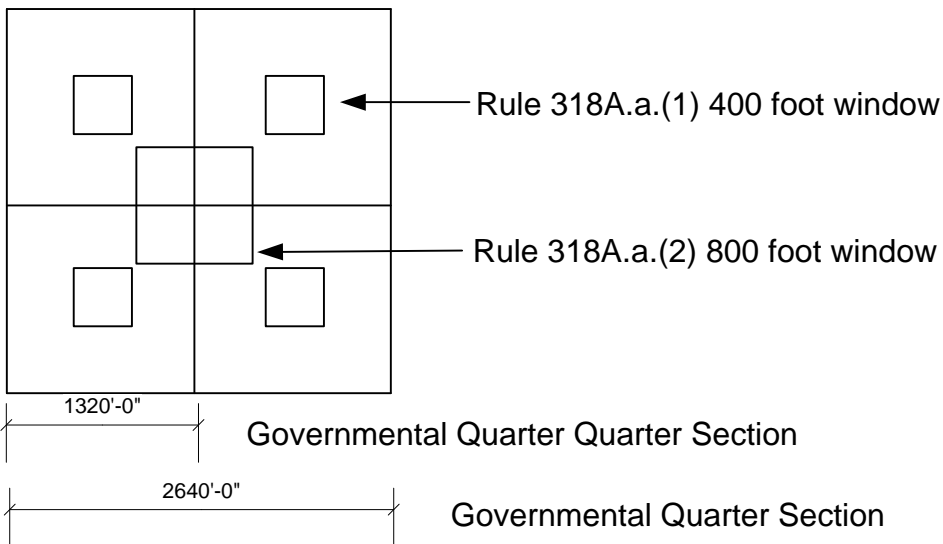 Rule 318A.a.(1) 400 foot window
Rule 318A.a.(2) 800 foot window
1320'-0"
Governmental Quarter Quarter Section
2640'-0"
Governmental Quarter Section